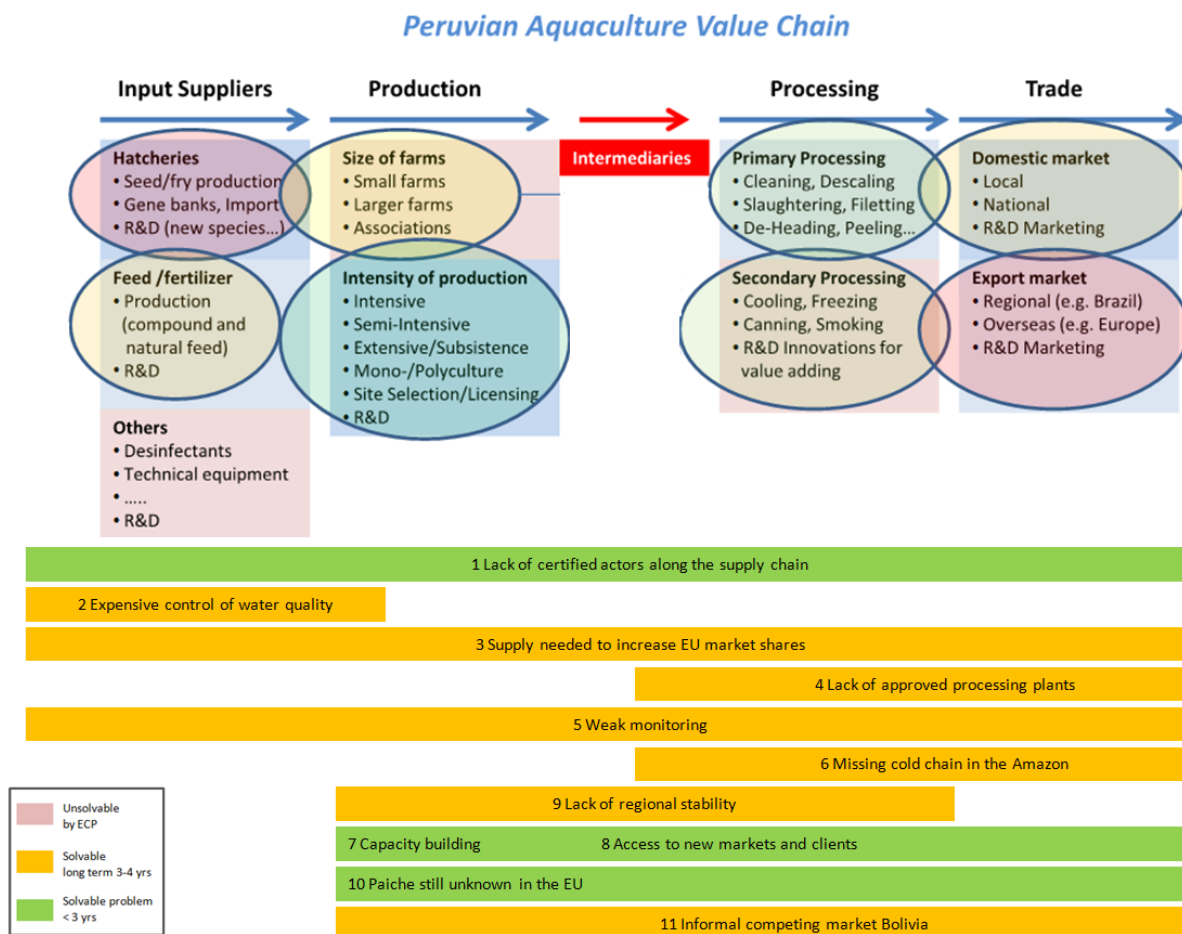 Peruvian Aquaculture Value Chain
Input Suppliers
Production
Processing
Trade
Hatcheries
• Seed/fry production
• Gene banks, Import
• R&D (new species…)
Feed /fertilizer
• Production
(compound and
natural feed)
• R&D
Others
• Desinfectants
• Technical equipment
• …..
• R&D
Size of farms
• Small farms
• Larger farms
• Associations
Intensity of production
• Intensive
• Semi-Intensive
• Extensive/Subsistence
• Mono-/Polyculture
• Site Selection/Licensing
• R&D
Intermediaries
Primary Processing
• Cleaning, Descaling
• Slaughtering, Filetting
• De-Heading, Peeling…
Secondary Processing
• Cooling, Freezing
• Canning, Smoking
• R&D Innovations for
value adding
Domestic market
• Local
• National
• R&D Marketing
Export market
• Regional (e.g. Brazil)
• Overseas (e.g. Europe)
• R&D Marketing
1 Lack of certified actors along the supply chain
2 Expensive control of water quality
3 Supply needed to increase EU market shares
4 Lack of approved processing plants
5 Weak monitoring
6 Missing cold chain in the Amazon
9 Lack of regional stability
7 Capacity building
8 Access to new markets and clients
10 Paiche still unknown in the EU
11 Informal competing market Bolivia
Unsolvable
by ECP
Solvable
long term 3-4 yrs
Solvable problem
< 3 yrs